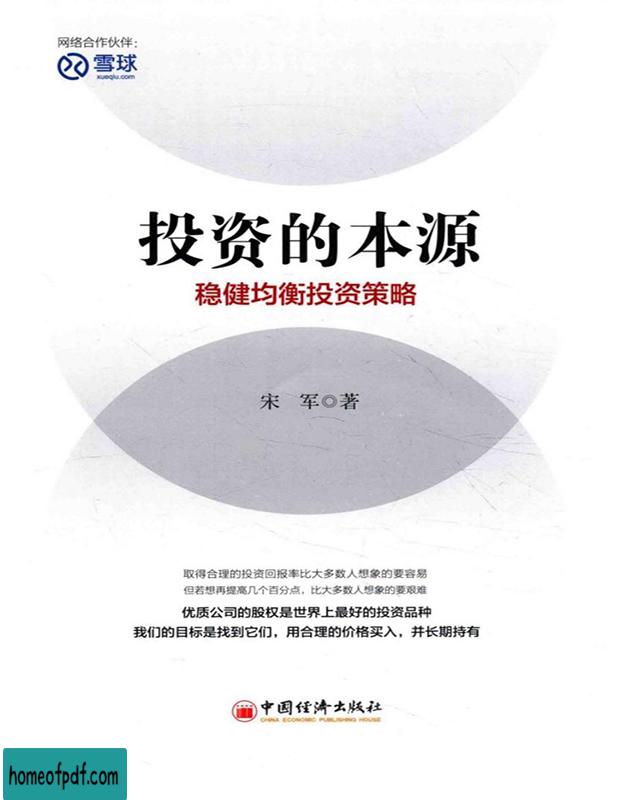 网络合作伙伴:
雪球
xueqiu.com
投资的本源
稳健均衡投资策略
宋 军◎著
取得合理的投资回报率比大多数人想象的要容易
但若想再提高几个百分点，比大多数人想象的要艰难
优质公司的股权是世界上最好的投资品种
我们的目标是找到它们，用合理的价格买入，并长期持有
中国经济出版社
CHINA ECONOMIC PUBLISHING HOUSE
homeofpdf.com